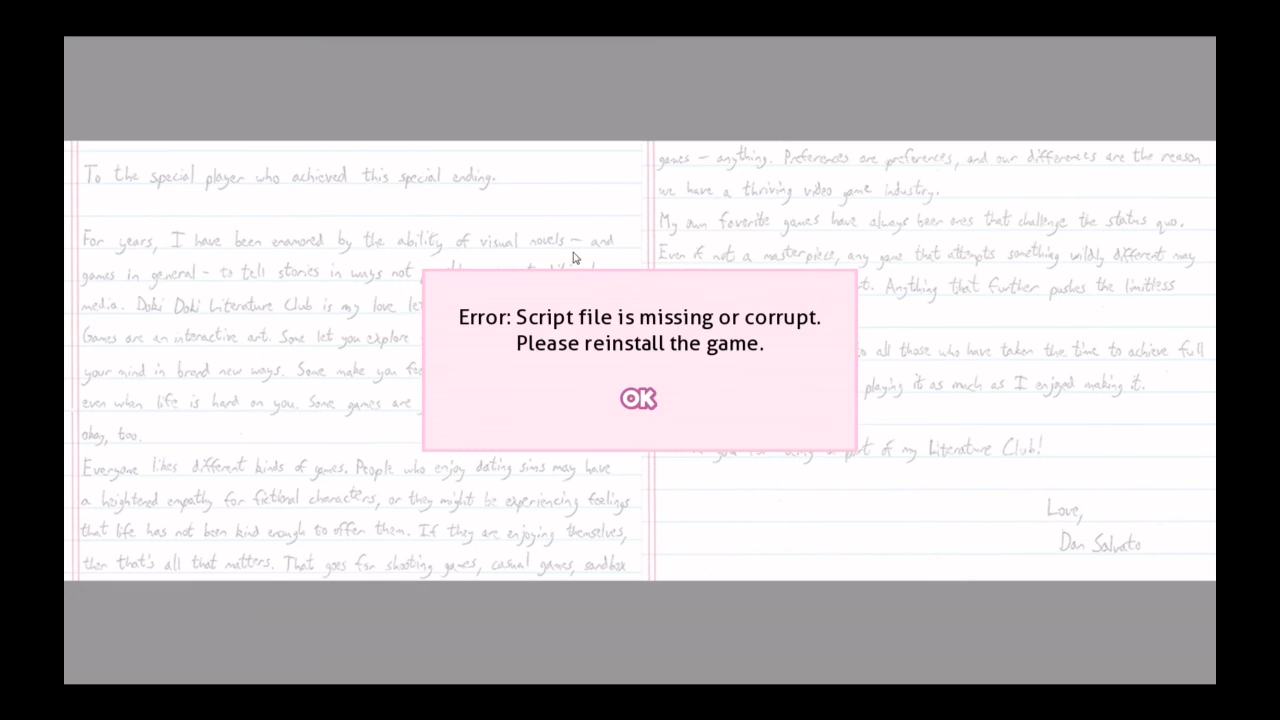 To the special player who achieved this special ending.
For years, I have been enamored by the ability of visual novels - and
games in general - to tell stories in ways not
media. Doki Doki Literature Club is my love
Games are an interactive art. Some let you explore
your mind in brand new ways. Some make you
even when life is hard on you. Some games are
okay, too.
Everyone likes different kinds of games. People who enjoy dating sims may have
a heightened empathy for fictional characters, or they might be experiencing feelings
that life has not been kind enough to offer them. If they are enjoying themselves,
then that's all that matters. That goes for shooting games, casual games, sandbox
games - anything. Preferences are preferences, and our differences are the reason
we have a thriving video game industry.
My own favorite games have always been ones that challenge the status quo.
Even if not a masterpiece, any game that attempts something wildly different may
Anything that further pushes the limitless
to all those who have taken the time to achieve full
playing it as much as I enjoyed making it.
of my Literature Club!
Love,
Dan Salvato
Error: Script file is missing or corrupt.
Please reinstall the game.
OK